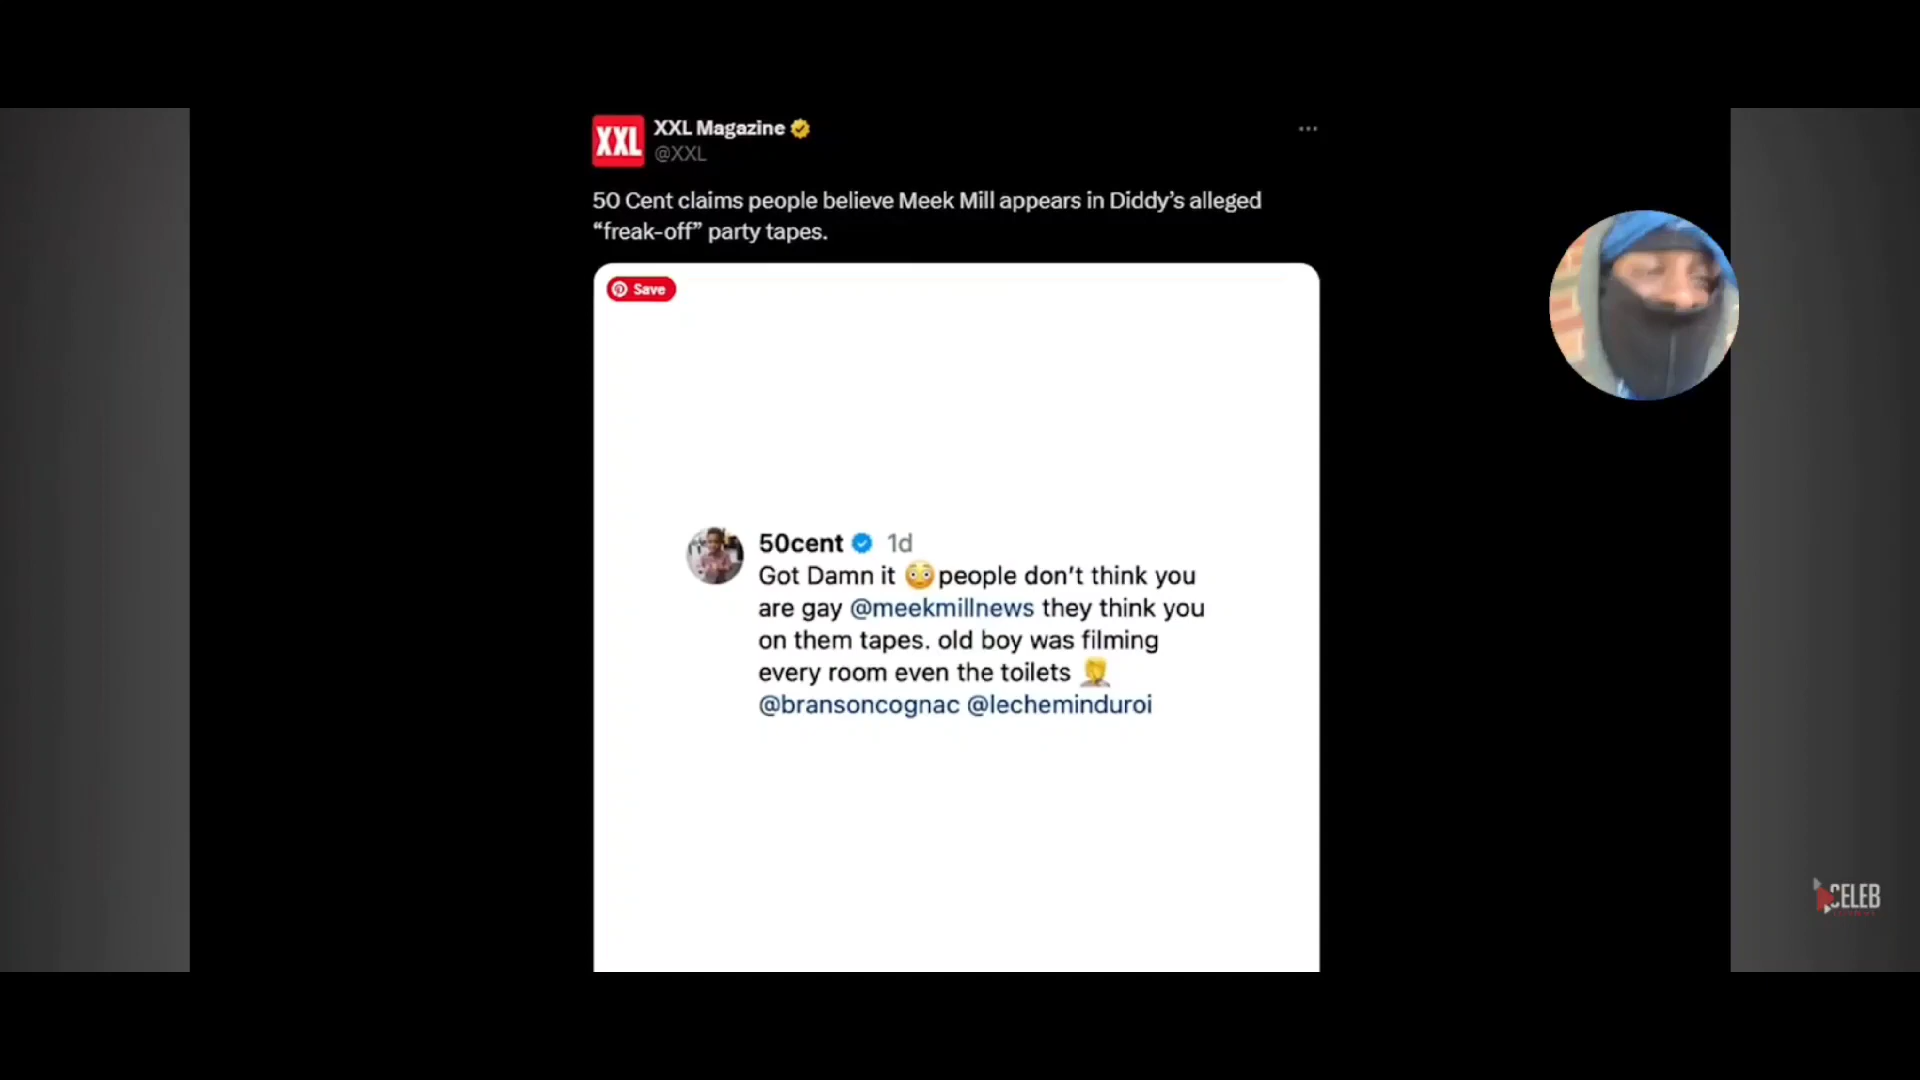 XXL
XXL Magazine
@XXL
50 Cent claims people believe Meek Mill appears in Diddy's alleged
“freak-off” party tapes.
Save
50cent 1d
Got Damn it 😳people don't think you
are gay @meekmillnews they think you
on them tapes. old boy was filming
every room even the toilets 🤦
@bransoncognac @lecheminduroi
CELEB